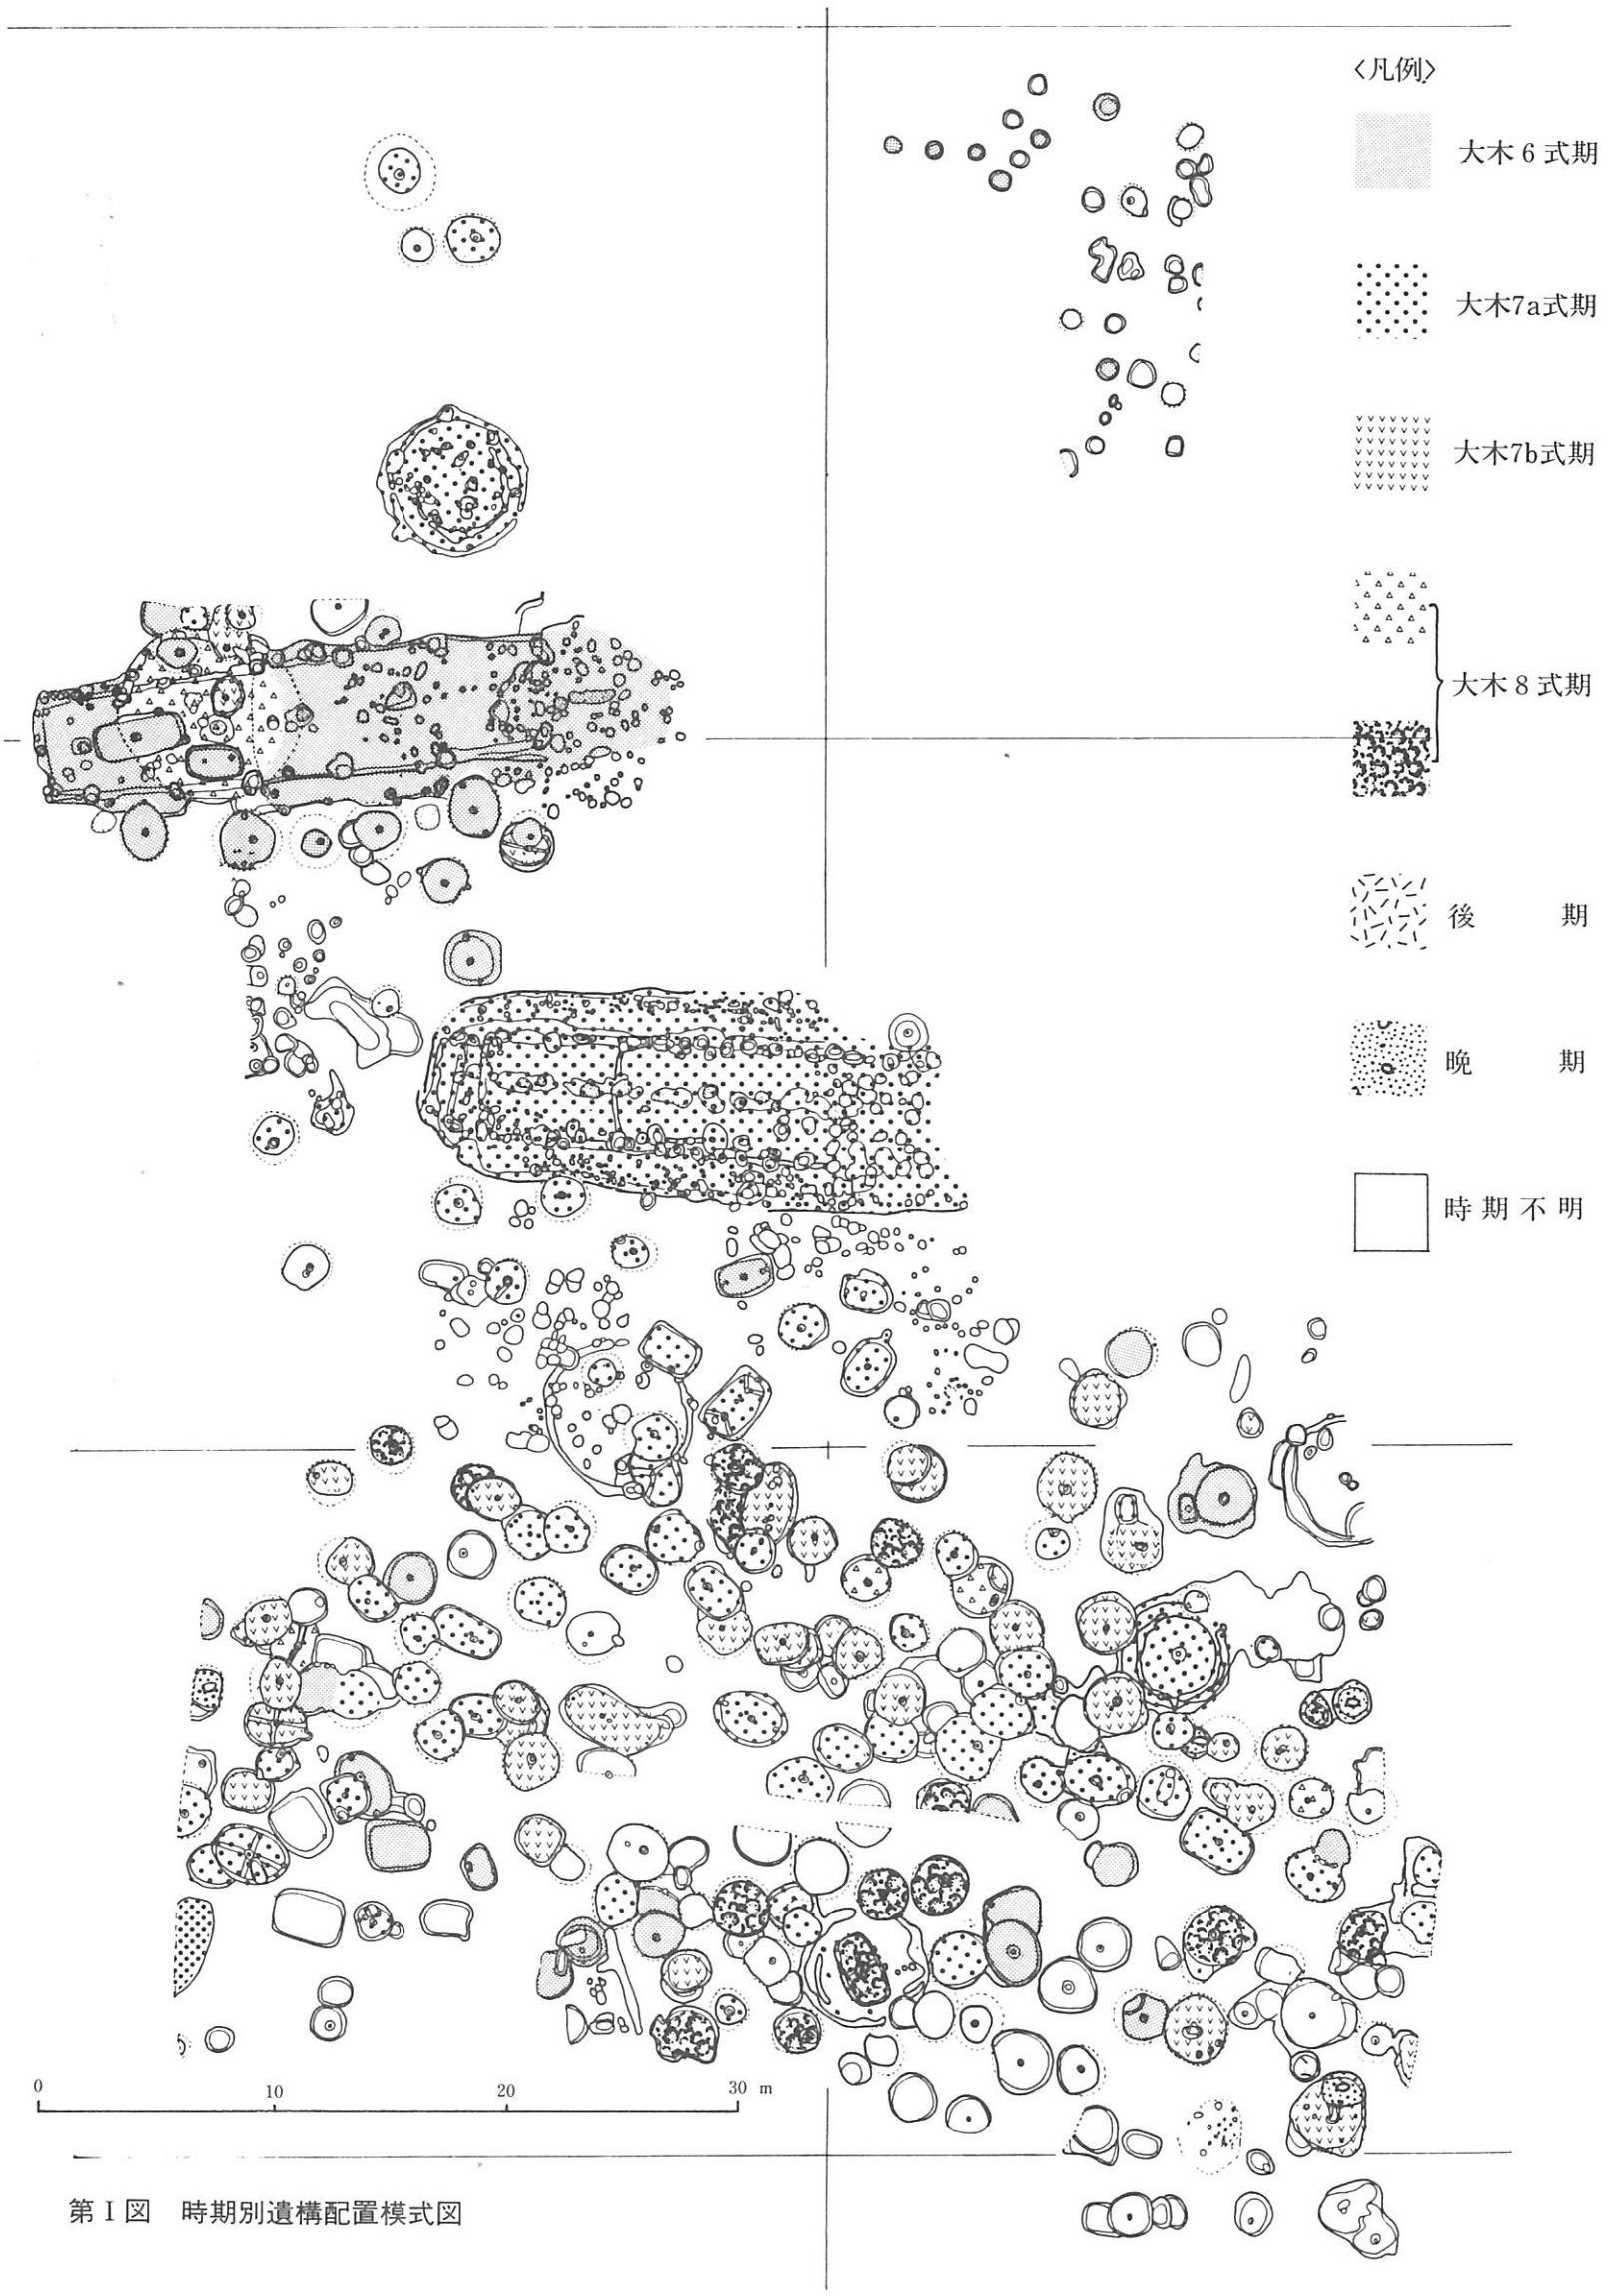 〈凡例〉
大木6式期
大木7a式期
大木7b式期
大木8式期
後期
晩期
時期不明
0 10 20 30 m
第Ⅰ図 時期別遺構配置模式図